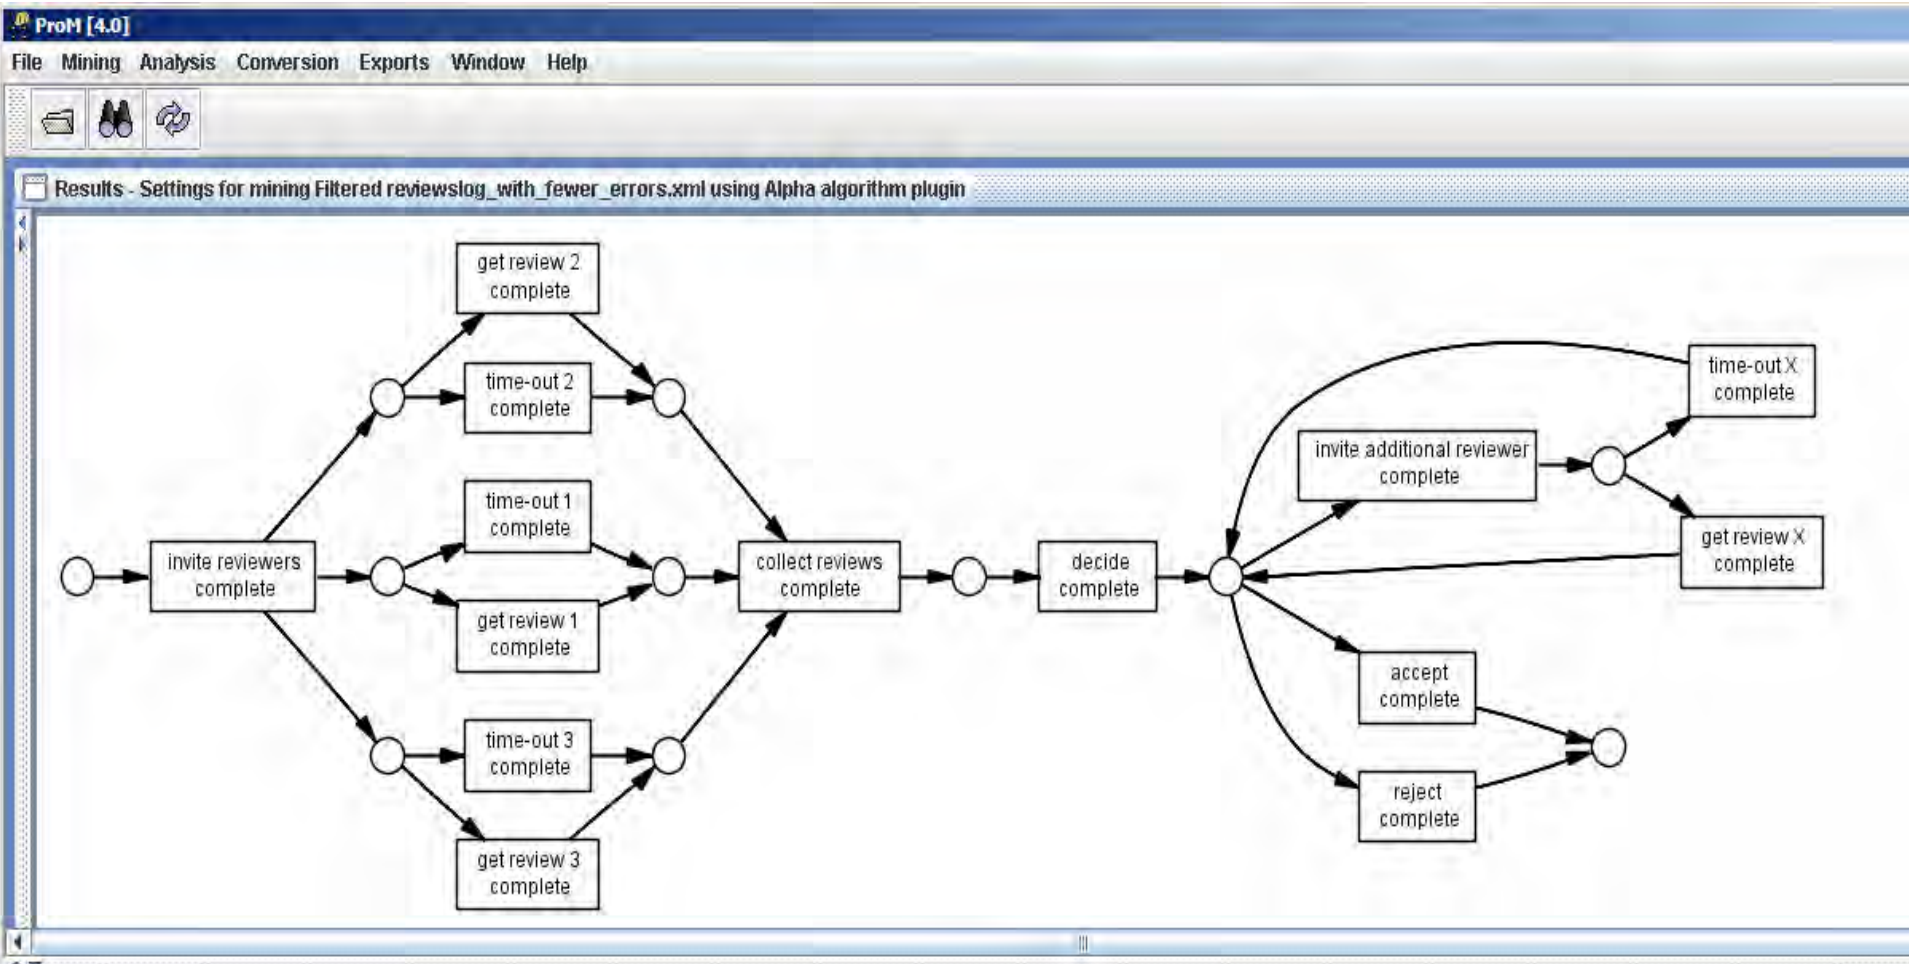 ProM [4.0]
File Mining Analysis Conversion Exports Window Help
Results - Settings for mining Filtered reviewslog_with_fewer_errors.xml using Alpha algorithm plugin
get review 2
complete
time-out 2
complete
time-out 1
complete
invite reviewers
complete
get review 1
complete
time-out 3
complete
get review 3
complete
collect reviews
complete
decide
complete
time-out X
complete
invite additional reviewer
complete
get review X
complete
accept
complete
reject
complete